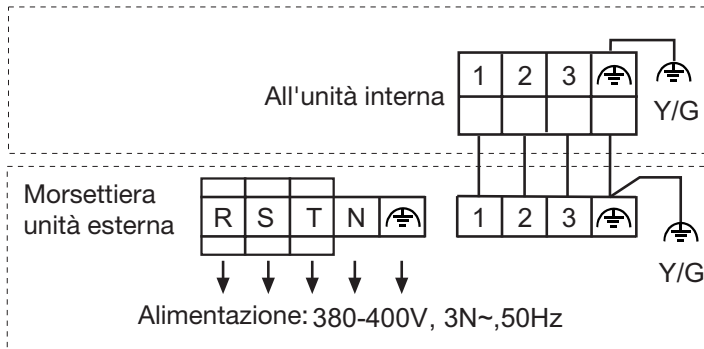 1 2 3
All'unità interna
Y/G
Morsettiera
unità esterna
R S T N
1 2 3
Y/G
Alimentazione: 380-400V, 3N~,50Hz